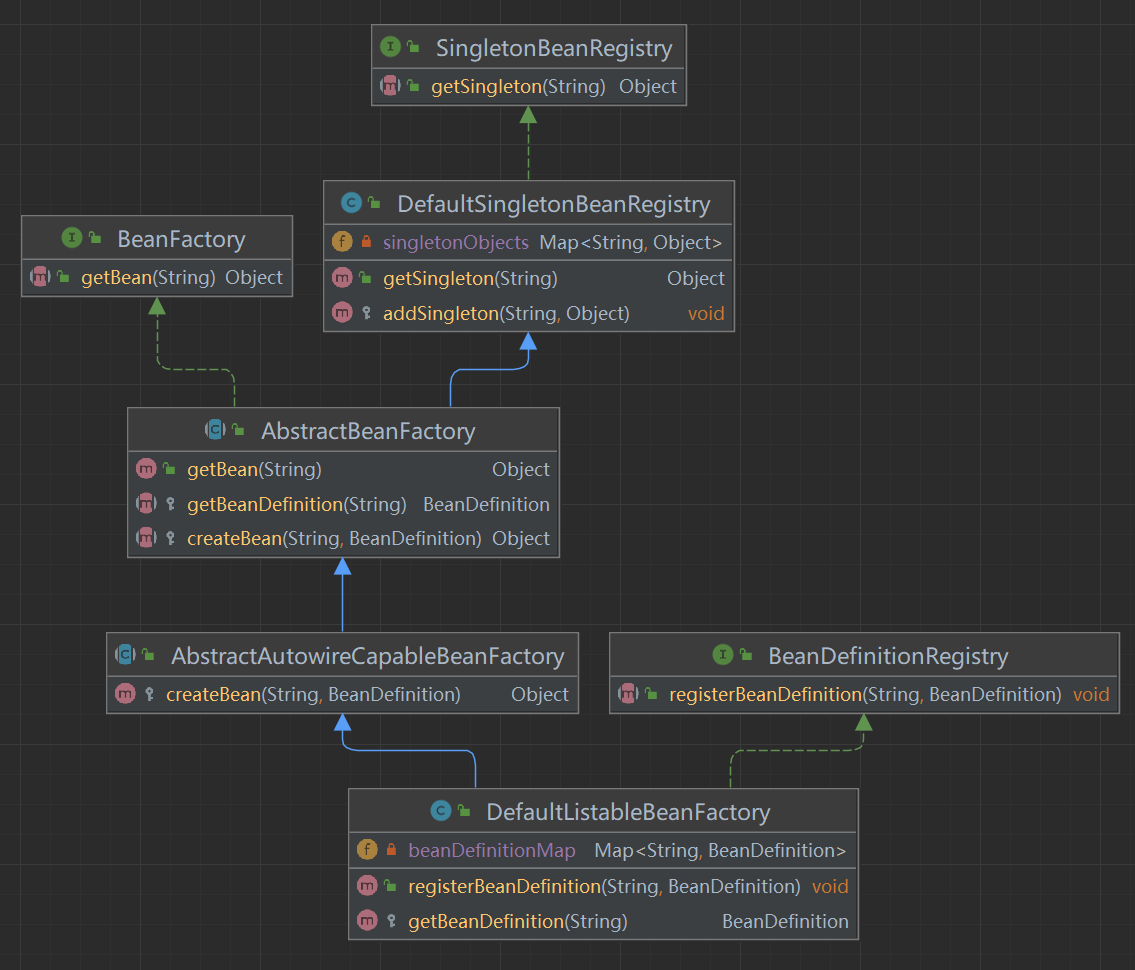 SingletonBeanRegistry
getSingleton(String) Object
DefaultSingletonBeanRegistry
singletonObjects Map<String, Object>
getSingleton(String) Object
addSingleton(String, Object) void
BeanFactory
getBean(String) Object
AbstractBeanFactory
getBean(String) Object
getBeanDefinition(String) BeanDefinition
createBean(String, BeanDefinition) Object
AbstractAutowireCapableBeanFactory
createBean(String, BeanDefinition) Object
BeanDefinitionRegistry
registerBeanDefinition(String, BeanDefinition) void
DefaultListableBeanFactory
beanDefinitionMap Map<String, BeanDefinition>
registerBeanDefinition(String, BeanDefinition) void
getBeanDefinition(String) BeanDefinition